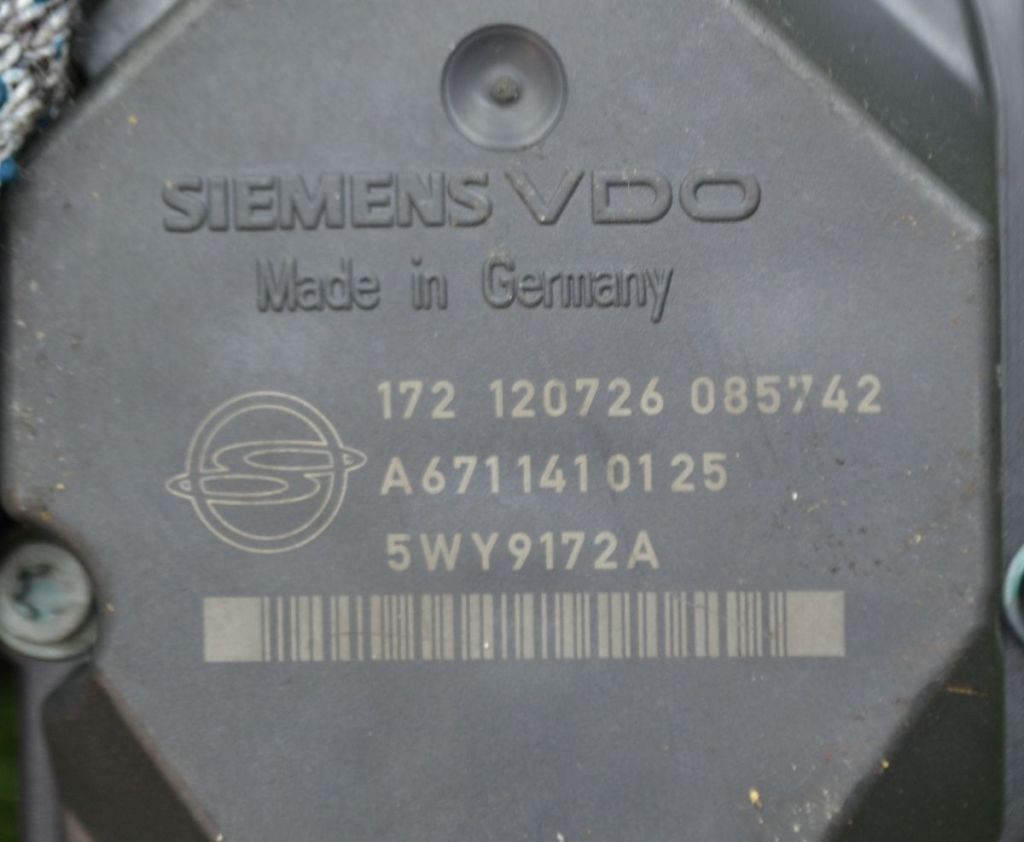 SIEMENS VDO
Made in Germany
172 120726 085742
A6711410125
5WY9172A